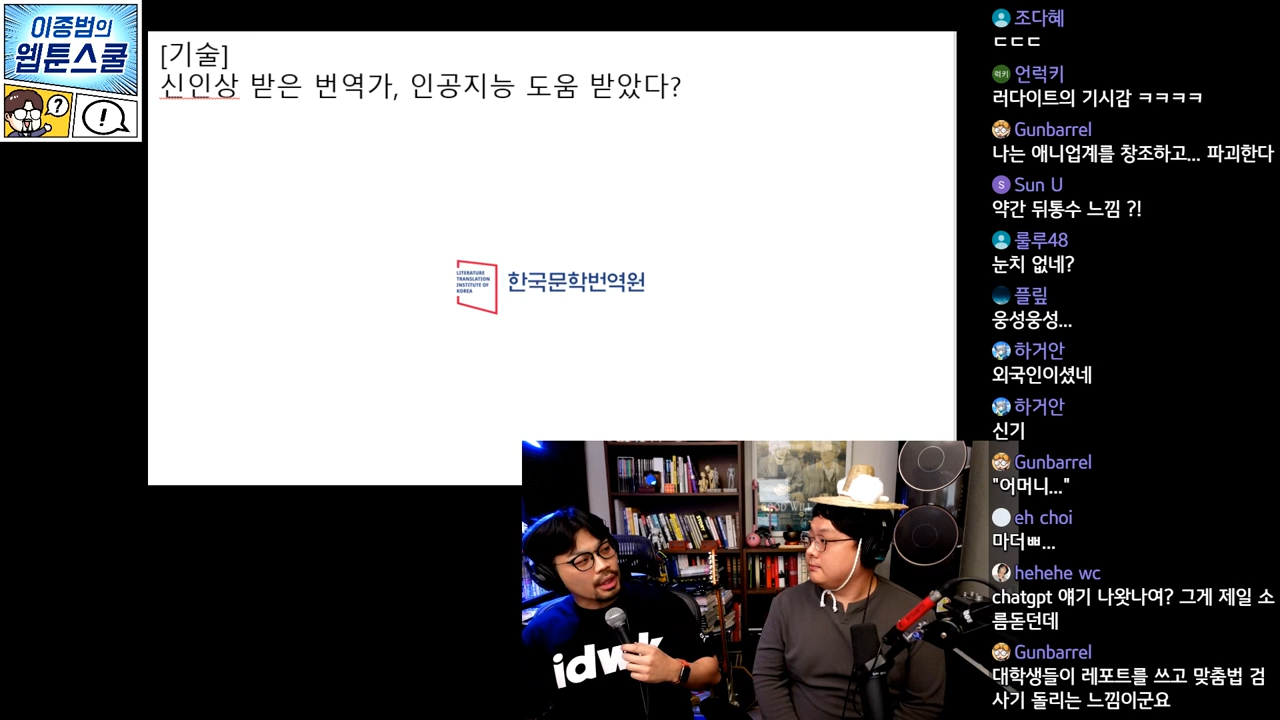 이종범의
웹툰스쿨
?
!
[기술]
신인상 받은 번역가, 인공지능 도움 받았다?
LITERATURE
TRANSLATION
INSTITUTE OF
KOREA
한국문학번역원
idwk
조다혜
ㄷㄷㄷ
럭키
언럭키
러다이트의 기시감 ㅋㅋㅋㅋ
Gunbarrel
나는 애니업계를 창조하고... 파괴한다
S
Sun U
약간 뒤통수 느낌 ?!
룰루48
눈치 없네?
플맆
웅성웅성...
하거안
외국인이셨네
하거안
신기
Gunbarrel
"어머니..."
eh choi
마더ㅃ...
hehehe wc
chatgpt 얘기 나왓나여? 그게 제일 소
름돋던데
Gunbarrel
대학생들이 레포트를 쓰고 맞춤법 검
사기 돌리는 느낌이군요